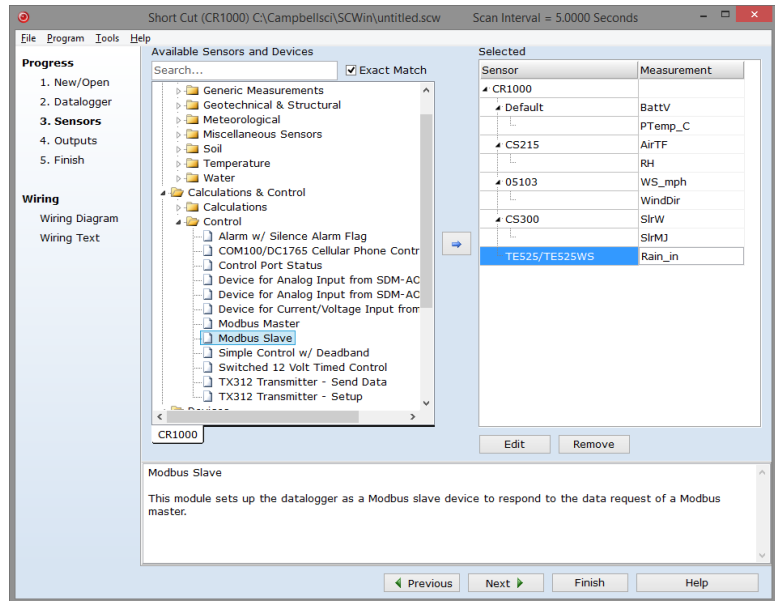 Short Cut (CR1000) C:\Campbellsci\SCWin\untitled.scw Scan Interval = 5.0000 Seconds
File Program Tools Help
Progress
1. New/Open
2. Datalogger
3. Sensors
4. Outputs
5. Finish
Wiring
Wiring Diagram
Wiring Text
Available Sensors and Devices
Search... Exact Match
Generic Measurements
Geotechnical & Structural
Meteorological
Miscellaneous Sensors
Soil
Temperature
Water
Calculations & Control
Calculations
Control
Alarm w/ Silence Alarm Flag
COM100/DC1765 Cellular Phone Contr
Control Port Status
Device for Analog Input from SDM-AC
Device for Analog Input from SDM-AC
Device for Current/Voltage Input from
Modbus Master
Modbus Slave
Simple Control w/ Deadband
Switched 12 Volt Timed Control
TX312 Transmitter - Send Data
TX312 Transmitter - Setup
CR1000
Selected
Sensor Measurement
CR1000
Default BattV
PTemp_C
CS215 AirTF
RH
05103 WS_mph
WindDir
CS300 SlrW
SlrMJ
TE525/TE525WS Rain_in
Edit Remove
Modbus Slave
This module sets up the datalogger as a Modbus slave device to respond to the data request of a Modbus
master.
Previous Next Finish Help